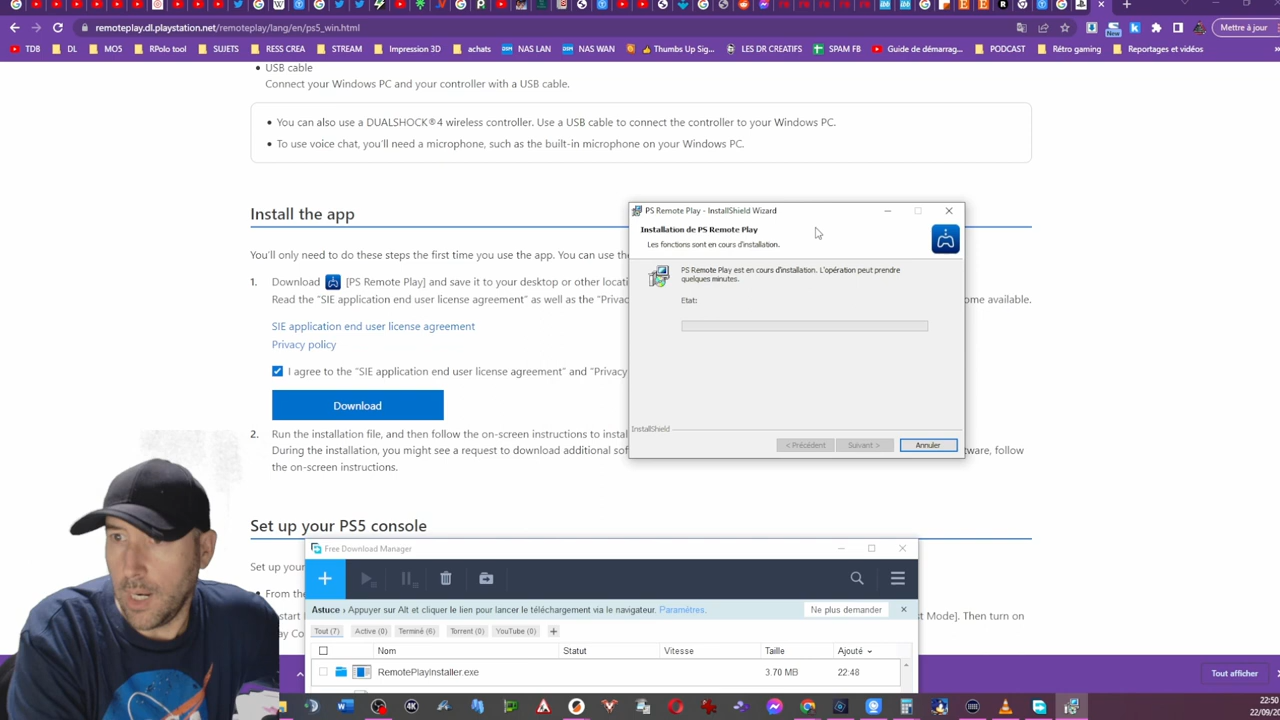 remoteplay.dl.playstation.net/remoteplay/lang/en/ps5_win.html
Mettre à jour
TDB DL MO5 RPolo tool SUJETS RESS CREA STREAM Impression 3D achats NAS LAN NAS WAN Thumbs Up Sig... LES DR CREATIFS SPAM FB Guide de démarrag... PODCAST Rétro gaming Reportages et vidéos
New
• USB cable
Connect your Windows PC and your controller with a USB cable.
• You can also use a DUALSHOCK®4 wireless controller. Use a USB cable to connect the controller to your Windows PC.
• To use voice chat, you'll need a microphone, such as the built-in microphone on your Windows PC.
Install the app
You'll only need to do these steps the first time you use the app. You can use the
1. Download [PS Remote Play] and save it to your desktop or other locati
Read the “SIE application end user license agreement” as well as the “Privac
ome available.
SIE application end user license agreement
Privacy policy
I agree to the “SIE application end user license agreement” and “Privacy
Download
2. Run the installation file, and then follow the on-screen instructions to instal
During the installation, you might see a request to download additional sof
tware, follow
the on-screen instructions.
PS Remote Play - InstallShield Wizard
Installation de PS Remote Play
Les fonctions sont en cours d'installation.
PS Remote Play est en cours d'installation. L'opération peut prendre
quelques minutes.
Etat:
InstallShield
< Précédent Suivant > Annuler
Set up your PS5 console
Set up your
• From the
start
st Mode]. Then turn on
ay Co
Free Download Manager
Astuce › Appuyer sur Alt et cliquer le lien pour lancer le téléchargement via le navigateur. Paramètres. Ne plus demander
Tout (7) Active (0) Terminé (6) Torrent (0) YouTube (0)
Nom Statut Vitesse Taille Ajouté
RemotePlayInstaller.exe 3.70 MB 22:48
Tout afficher
22:50
22/09/20